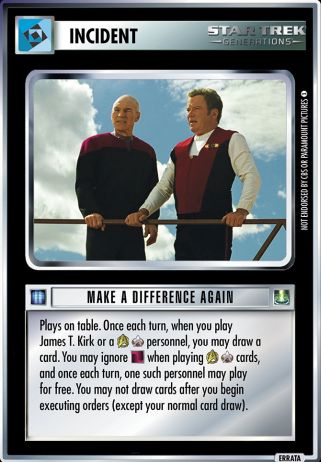 INCIDENT
STAR TREK
GENERATIONS
NOT ENDORSED BY CBS OR PARAMOUNT PICTURES
MAKE A DIFFERENCE AGAIN
Plays on table. Once each turn, when you play
James T. Kirk or a personnel, you may draw a
card. You may ignore when playing cards,
and once each turn, one such personnel may play
for free. You may not draw cards after you begin
executing orders (except your normal card draw).
ERRATA